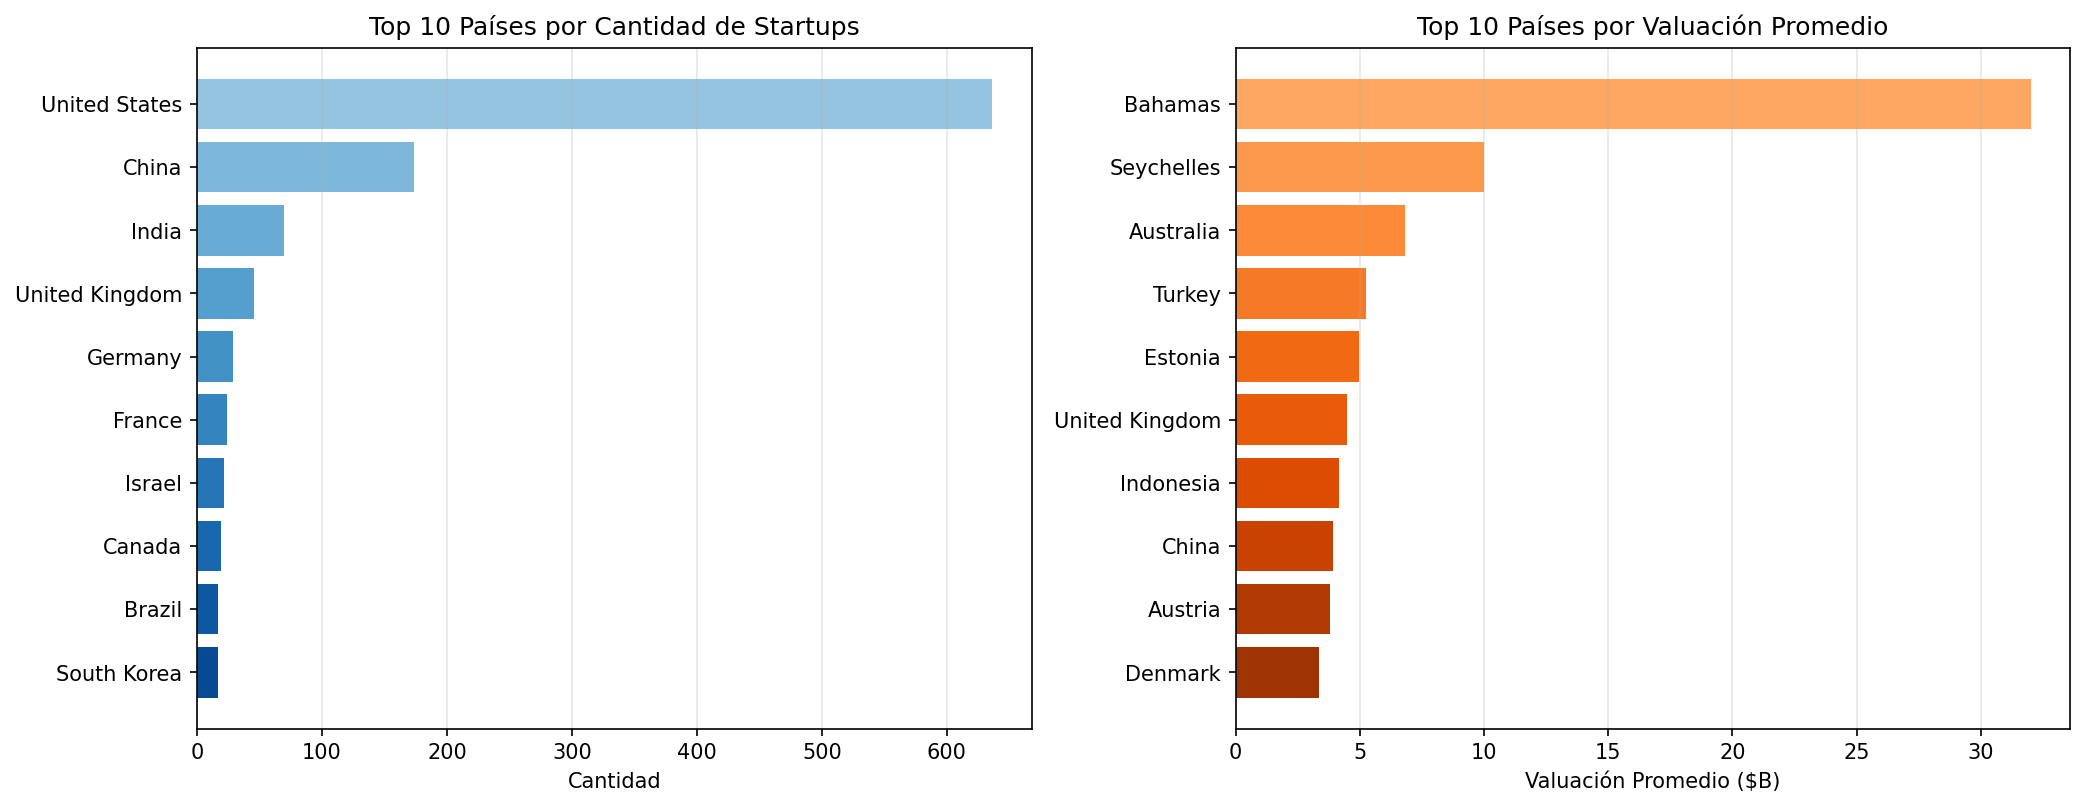 Top 10 Países por Cantidad de Startups
United States
China
India
United Kingdom
Germany
France
Israel
Canada
Brazil
South Korea
0 100 200 300 400 500 600
Cantidad
Top 10 Países por Valuación Promedio
Bahamas
Seychelles
Australia
Turkey
Estonia
United Kingdom
Indonesia
China
Austria
Denmark
0 5 10 15 20 25 30
Valuación Promedio ($B)